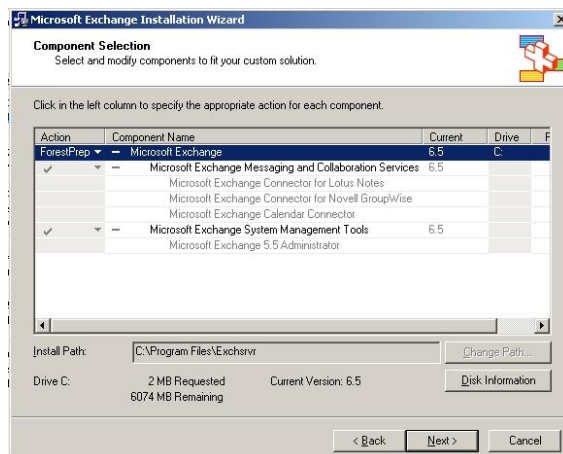 Microsoft Exchange Installation Wizard
Component Selection
Select and modify components to fit your custom solution.
Click in the left column to specify the appropriate action for each component.
Action Component Name Current Drive F
ForestPrep Microsoft Exchange 6.5 C:
Microsoft Exchange Messaging and Collaboration Services 6.5
Microsoft Exchange Connector for Lotus Notes
Microsoft Exchange Connector for Novell GroupWise
Microsoft Exchange Calendar Connector
Microsoft Exchange System Management Tools 6.5
Microsoft Exchange 5.5 Administrator
Install Path: C:\Program Files\Exchsrvr Change Path...
Drive C: 2 MB Requested Current Version: 6.5 Disk Information
6074 MB Remaining
< Back Next > Cancel